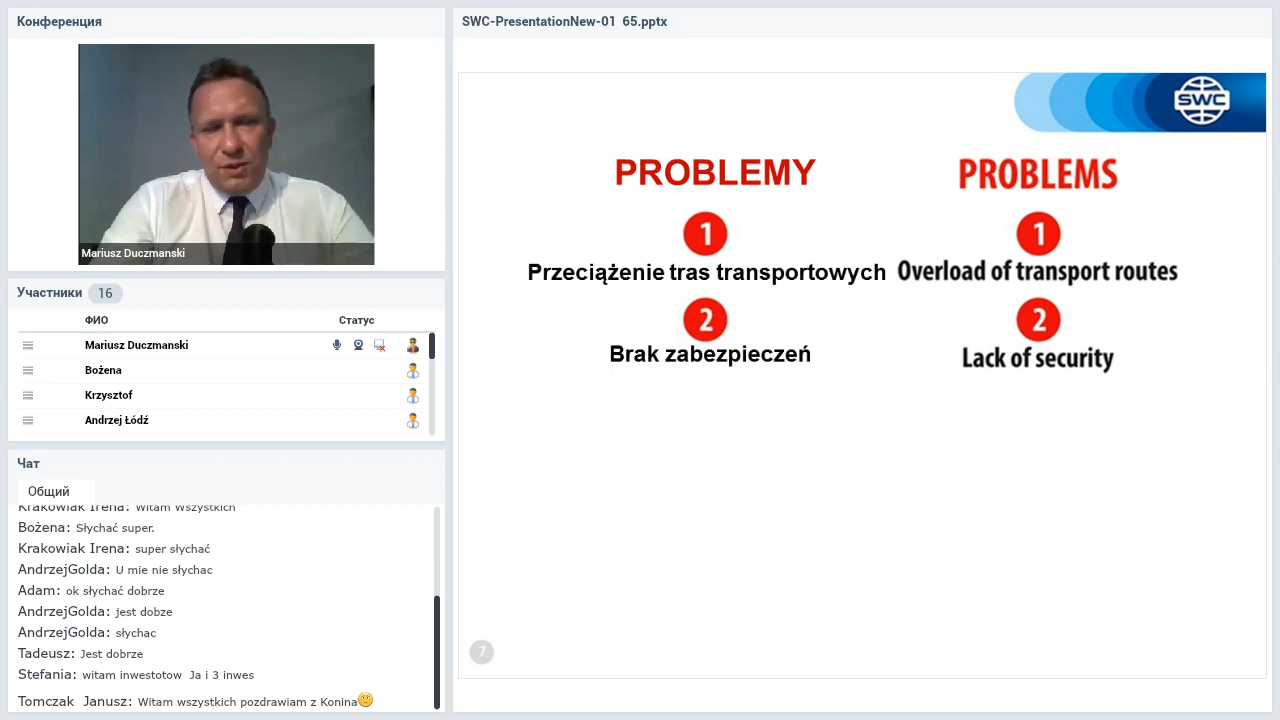 Конференция
Mariusz Duczmanski
Участники 16
ФИО Статус
Mariusz Duczmanski
Bożena
Krzysztof
Andrzej Łódź
Чат
Общий
Krakowiak Irena: Witam Wszystkich
Bożena: Słychać super.
Krakowiak Irena: super słychać
AndrzejGolda: U mie nie słychac
Adam: ok słychać dobrze
AndrzejGolda: jest dobze
AndrzejGolda: słychac
Tadeusz: Jest dobrze
Stefania: witam inwestotow Ja i 3 inwes
Tomczak Janusz: Witam wszystkich pozdrawiam z Konina
SWC-PresentationNew-01 65.pptx
SWC
PROBLEMY
1
Przeciążenie tras transportowych
2
Brak zabezpieczeń
PROBLEMS
1
Overload of transport routes
2
Lack of security
7